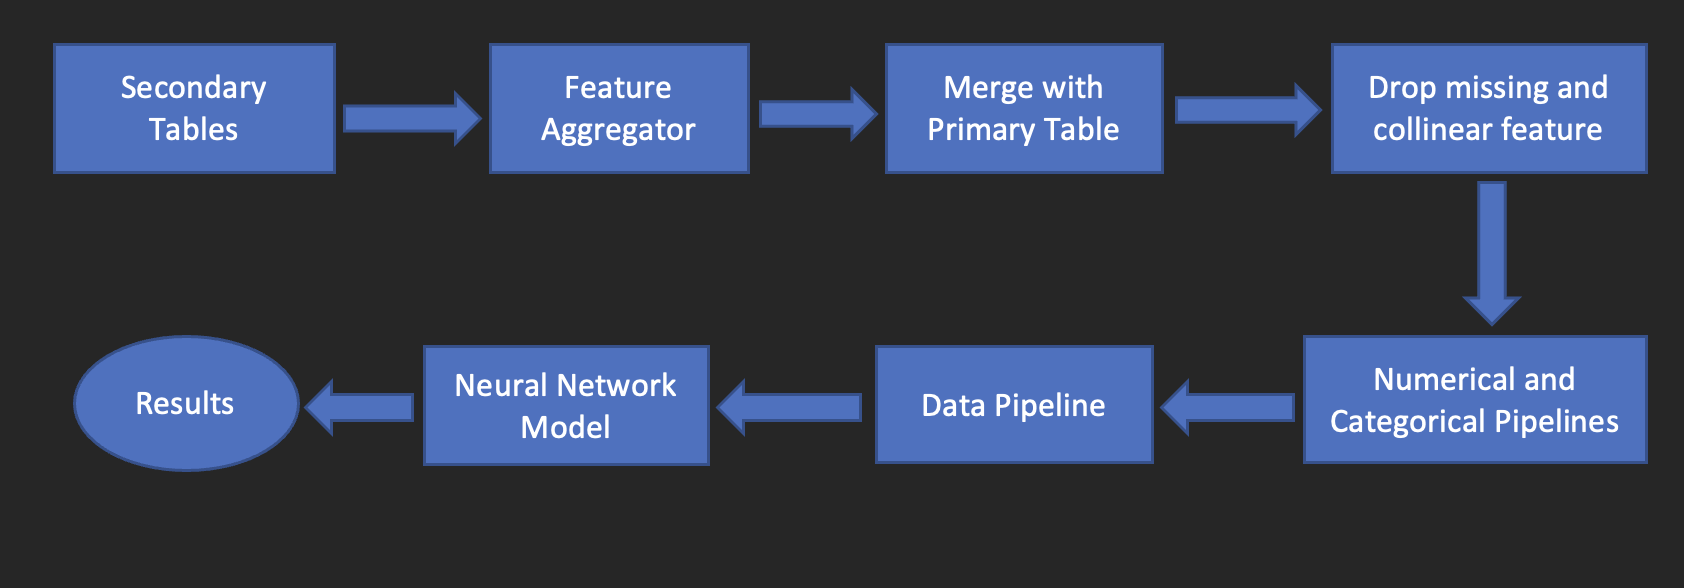 Secondary
Tables
Feature
Aggregator
Merge with
Primary Table
Drop missing and
collinear feature
Numerical and
Categorical Pipelines
Data Pipeline
Neural Network
Model
Results